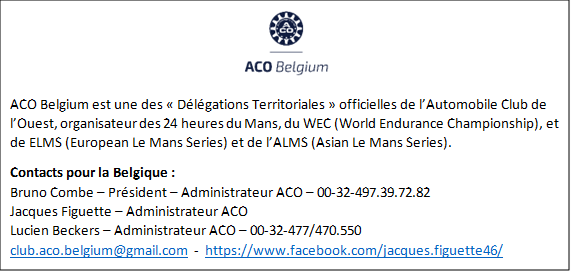 ACO
ACO Belgium
ACO Belgium est une des « Délégations Territoriales » officielles de l’Automobile Club de
l’Ouest, organisateur des 24 heures du Mans, du WEC (World Endurance Championship), et
de ELMS (European Le Mans Series) et de l’ALMS (Asian Le Mans Series).
Contacts pour la Belgique :
Bruno Combe – Président – Administrateur ACO – 00-32-497.39.72.82
Jacques Figuette – Administrateur ACO
Lucien Beckers – Administrateur ACO – 00-32-477/470.550
club.aco.belgium@gmail.com - https://www.facebook.com/jacques.figuette46/